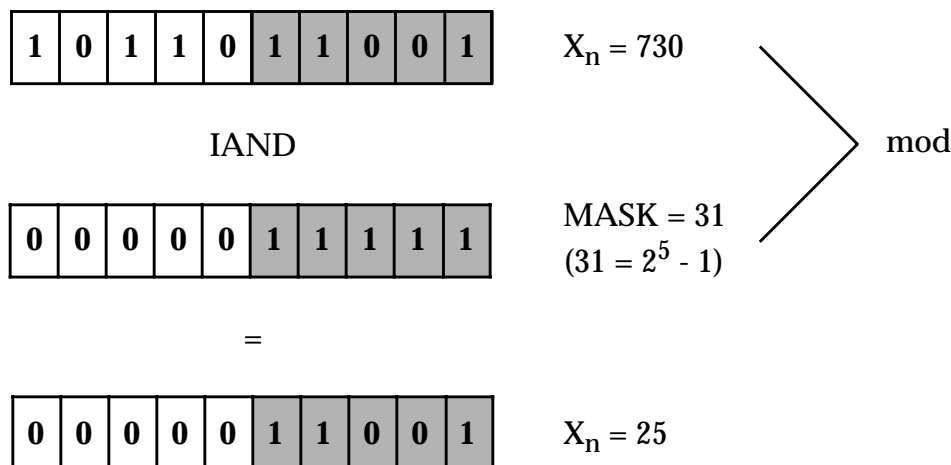 1 0 1 1 0 1 1 0 0 1 Xn = 730
IAND mod
0 0 0 0 0 1 1 1 1 1 MASK = 31
(31 = 2^5 - 1)
=
0 0 0 0 0 1 1 0 0 1 Xn = 25